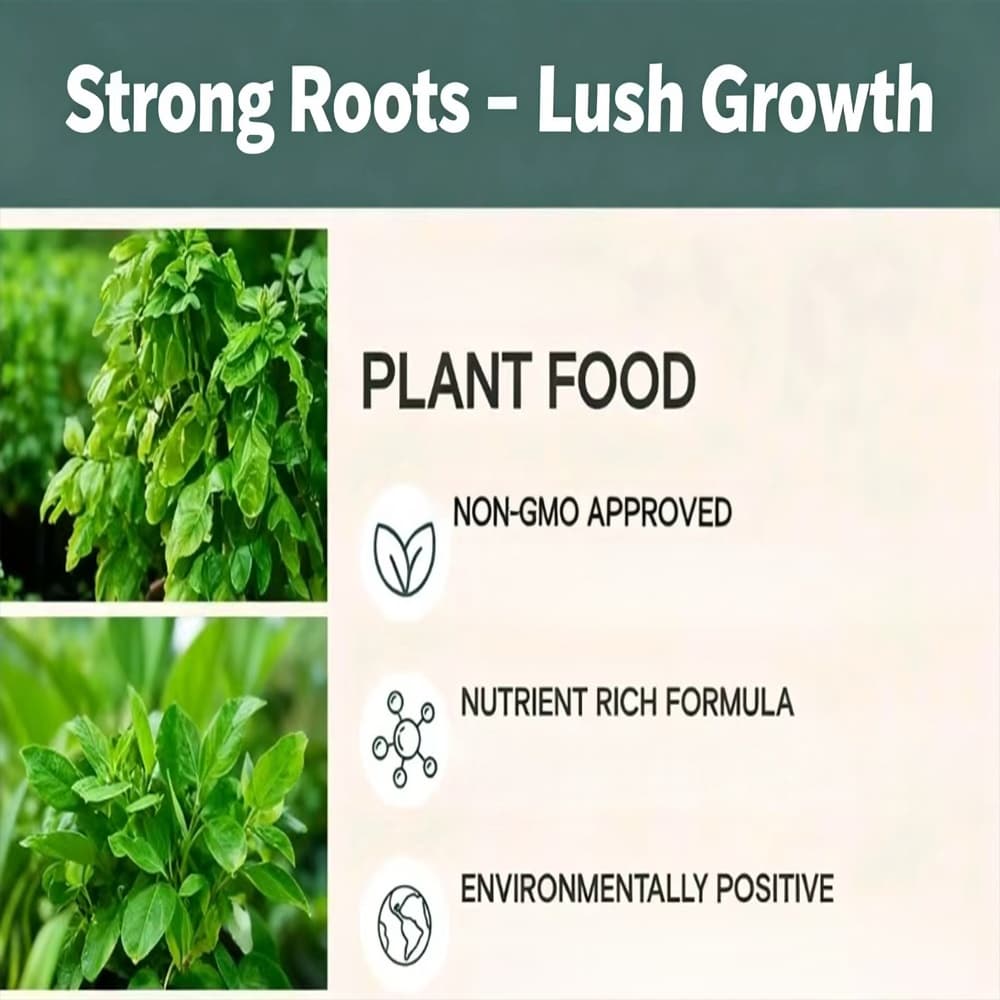 Strong Roots – Lush Growth
PLANT FOOD
NON-GMO APPROVED
NUTRIENT RICH FORMULA
ENVIRONMENTALLY POSITIVE